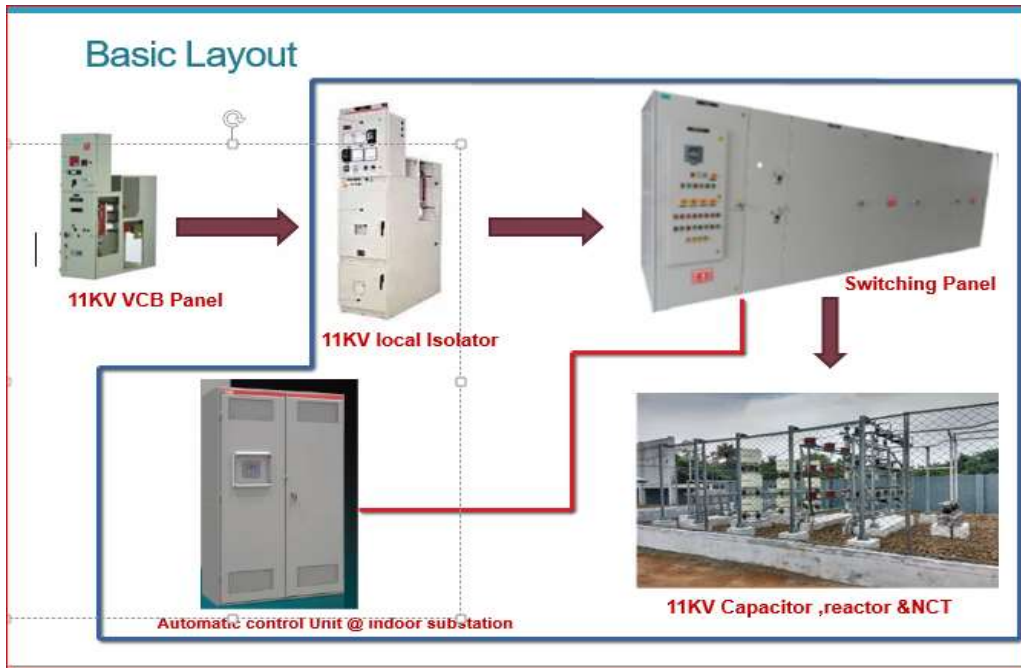 Basic Layout
11KV VCB Panel
11KV local Isolator
Switching Panel
Automatic control Unit @ indoor substation
11KV Capacitor ,reactor &NCT